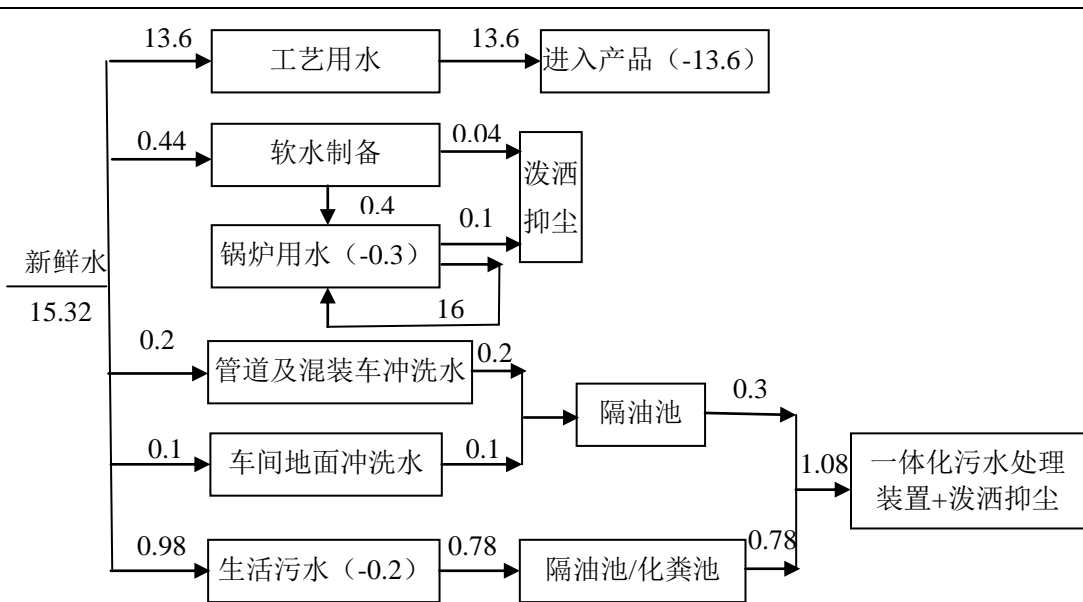 13.6
工艺用水
13.6
进入产品（-13.6）
0.44
软水制备
0.04
泼洒
抑尘
0.4
锅炉用水（-0.3）
0.1
16
新鲜水
15.32
0.2
管道及混装车冲洗水
0.2
隔油池
0.3
0.1
车间地面冲洗水
0.1
1.08
一体化污水处理
装置+泼洒抑尘
0.98
生活污水（-0.2）
0.78
隔油池/化粪池
0.78